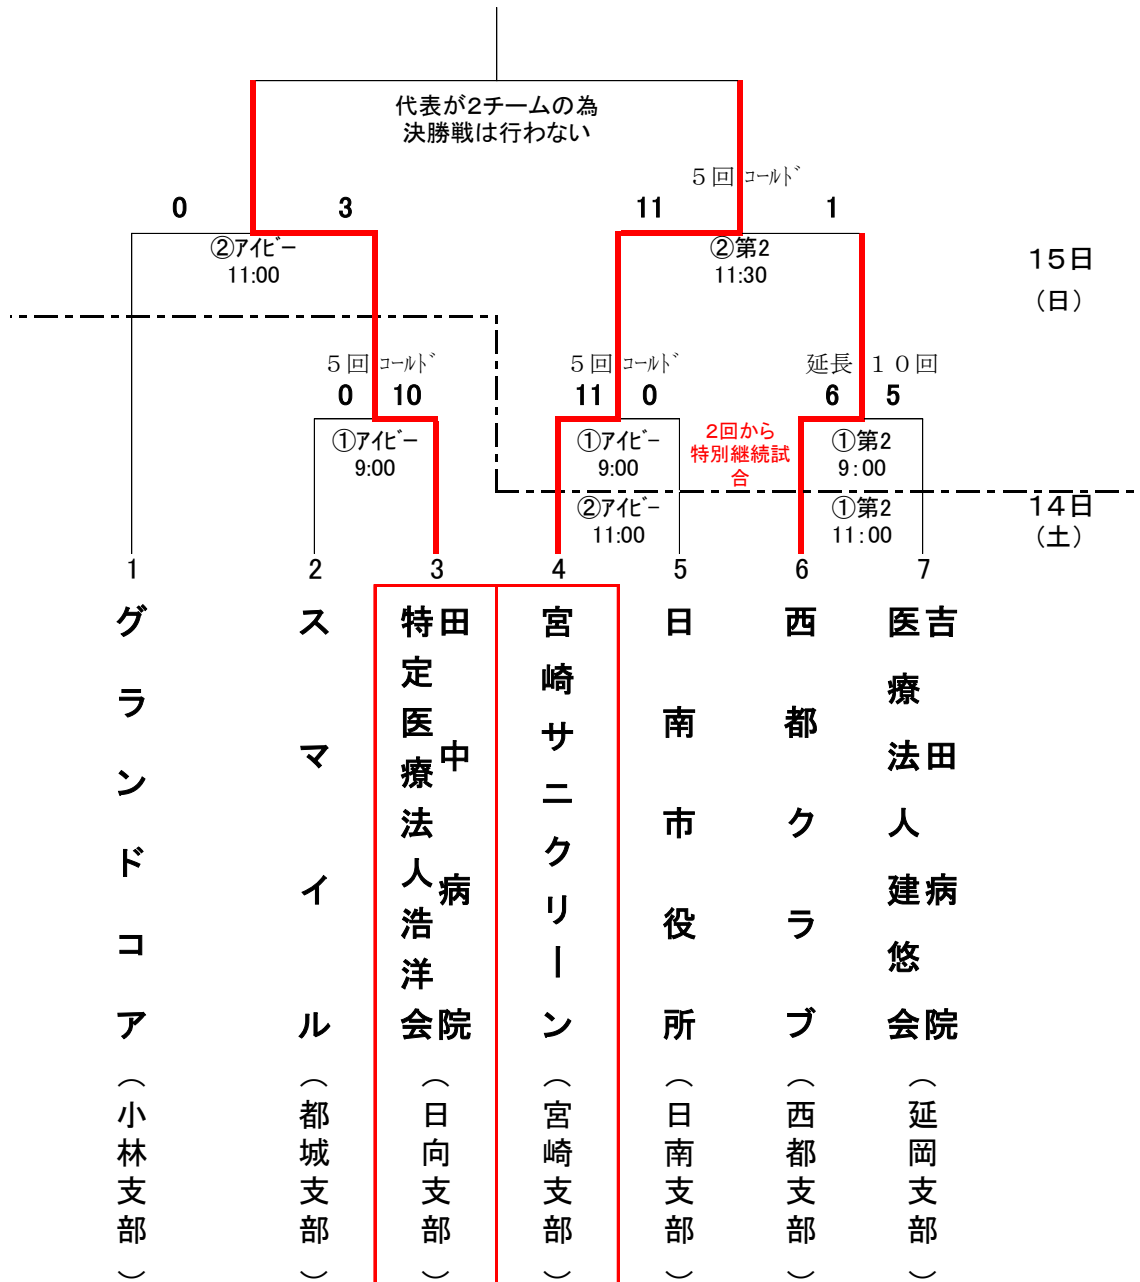 代表が2チームの為
決勝戦は行わない
５回 コールド
0 3 11 1
②アイビー
11:00
②第2
11:30
15日
（日）
５回 コールド
0 10
５回 コールド
11 0
延長 １０回
6 5
①アイビー
9:00
①アイビー
9:00
2回から
特別継続試
合
①第2
9:00
②アイビー
11:00
①第2
11:00
14日
（土）
1 2 3 4 5 6 7
グランドコア（小林支部）
スマイル（都城支部）
特定医療法人浩洋会
田中病院（日向支部）
宮崎サニクリーン（宮崎支部）
日南市役所（日南支部）
西都クラブ（西都支部）
医療法人建悠会
吉田病院（延岡支部）